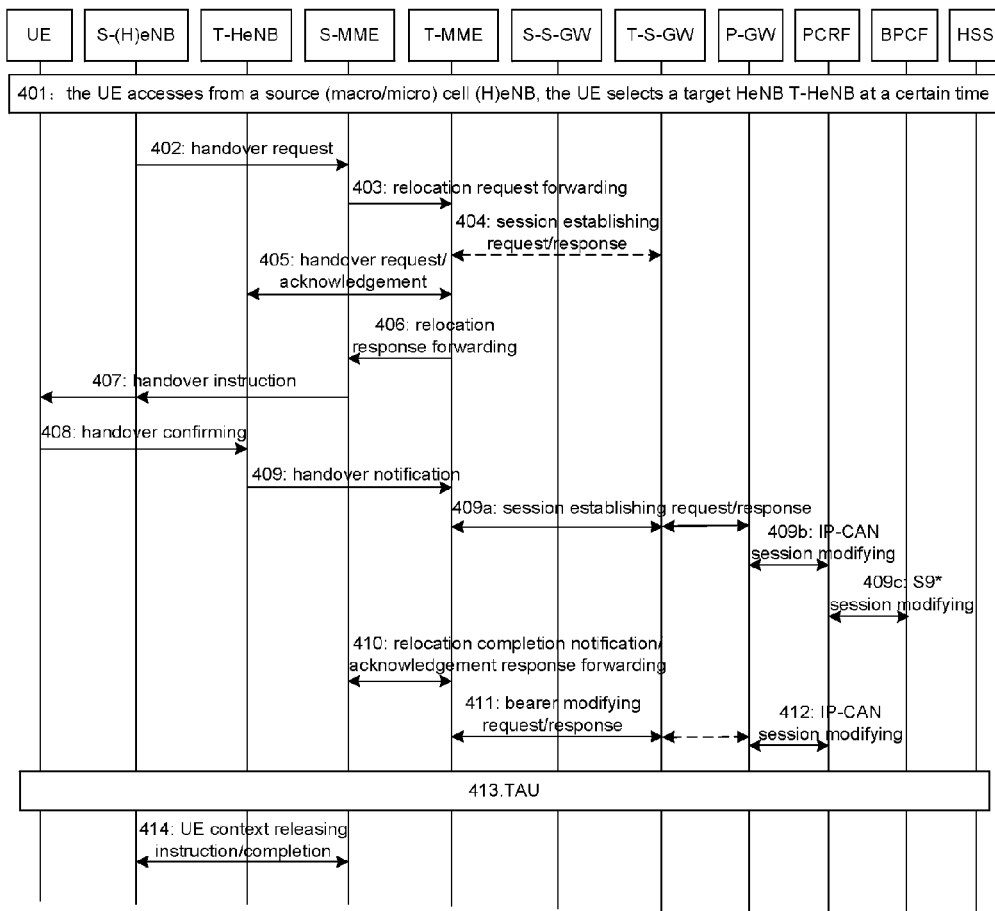 UE S-(H)eNB T-HeNB S-MME T-MME S-S-GW T-S-GW P-GW PCRF BPCF HSS
401: the UE accesses from a source (macro/micro) cell (H)eNB, the UE selects a target HeNB T-HeNB at a certain time
402: handover request
403: relocation request forwarding
404: session establishing
request/response
405: handover request/
acknowledgement
406: relocation
response forwarding
407: handover instruction
408: handover confirming
409: handover notification
409a: session establishing request/response
409b: IP-CAN
session modifying
409c: S9*
session modifying
410: relocation completion notification/
acknowledgement response forwarding
411: bearer modifying
request/response
412: IP-CAN
session modifying
413.TAU
414: UE context releasing
instruction/completion